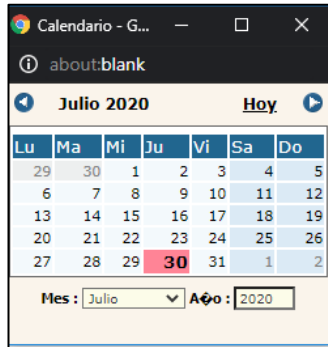 Calendario - G...
about:blank
Julio 2020 Hoy
Lu Ma Mi Ju Vi Sa Do
29 30 1 2 3 4 5
6 7 8 9 10 11 12
13 14 15 16 17 18 19
20 21 22 23 24 25 26
27 28 29 30 31 1 2
Mes : Julio A�o : 2020